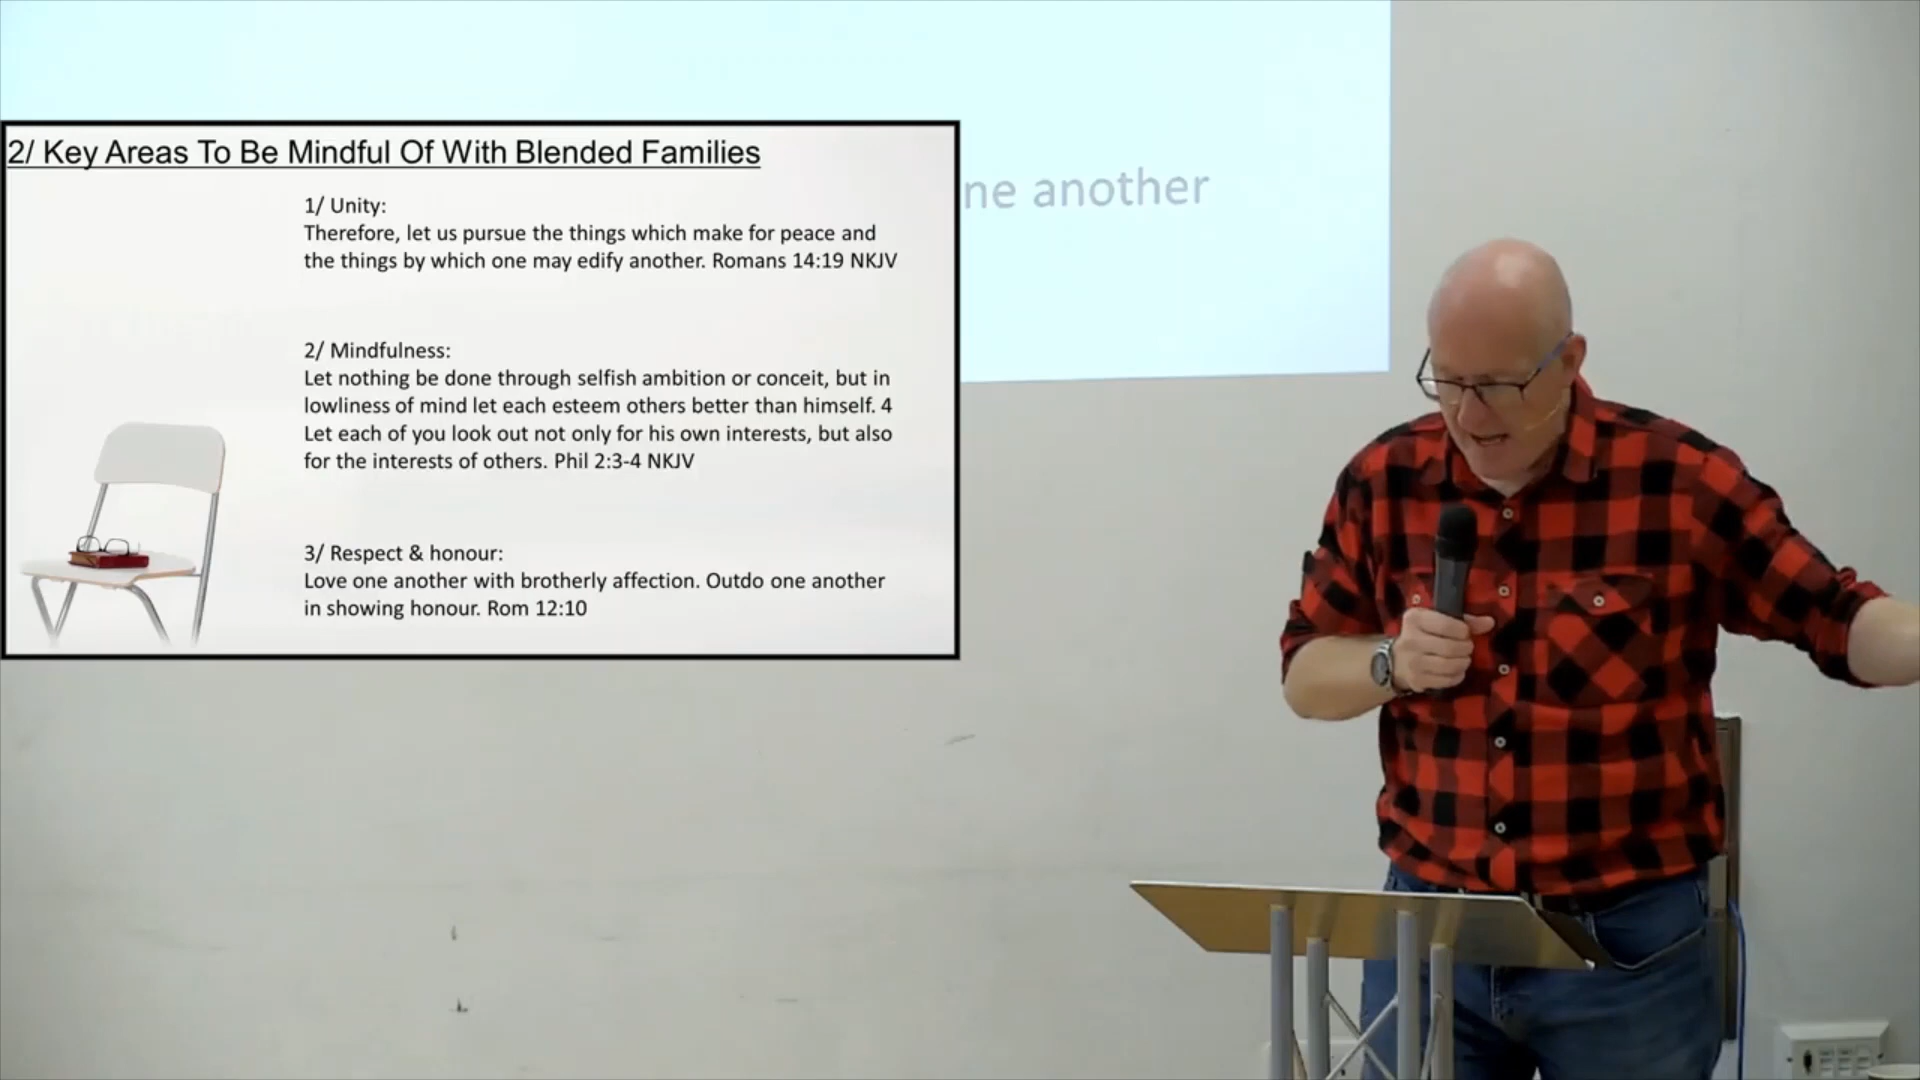 2/ Key Areas To Be Mindful Of With Blended Families
1/ Unity:
Therefore, let us pursue the things which make for peace and
the things by which one may edify another. Romans 14:19 NKJV
2/ Mindfulness:
Let nothing be done through selfish ambition or conceit, but in
lowliness of mind let each esteem others better than himself. 4
Let each of you look out not only for his own interests, but also
for the interests of others. Phil 2:3-4 NKJV
3/ Respect & honour:
Love one another with brotherly affection. Outdo one another
in showing honour. Rom 12:10
ne another